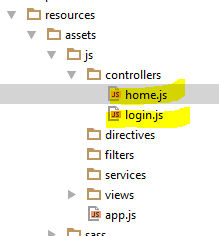 resources
assets
js
controllers
home.js
login.js
directives
filters
services
views
app.js
sass